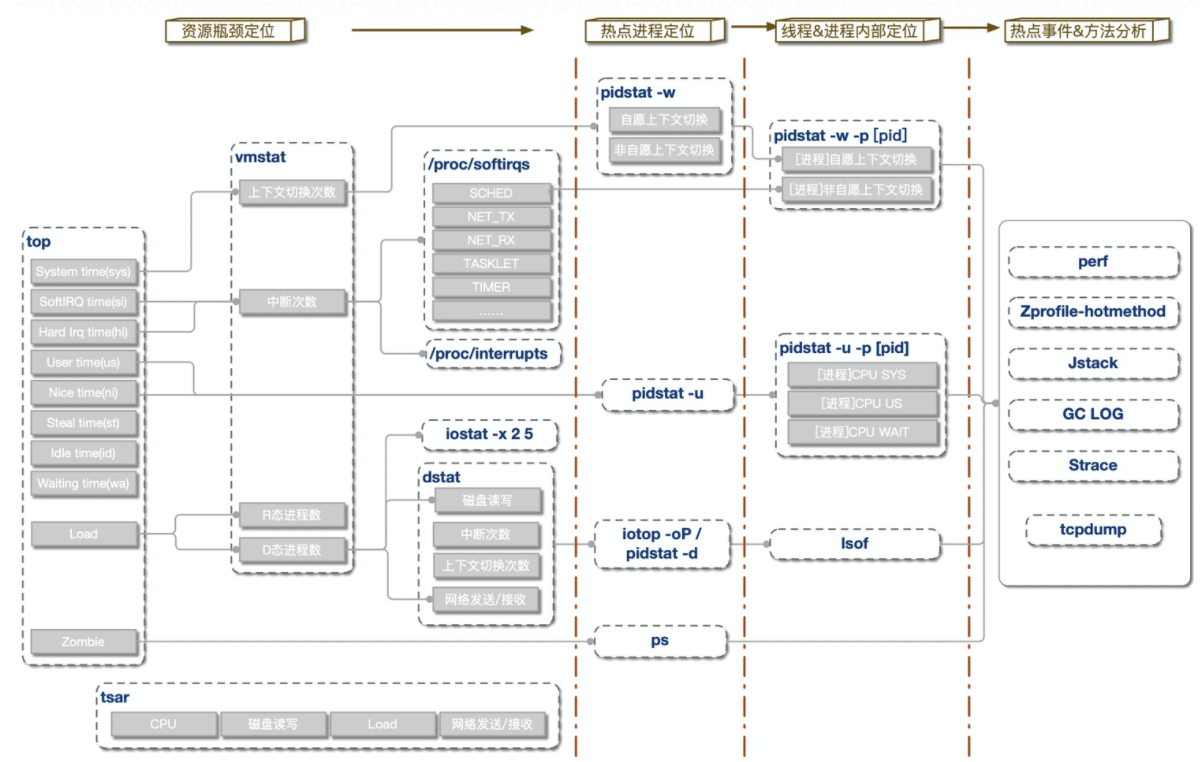 资源瓶颈定位
热点进程定位
线程&进程内部定位
热点事件&方法分析
top
System time(sys)
SoftIRQ time(si)
Hard Irq time(hi)
User time(us)
Nice time(ni)
Steal time(st)
Idle time(id)
Waiting time(wa)
Load
Zombie
vmstat
上下文切换次数
中断次数
R态进程数
D态进程数
/proc/softirqs
SCHED
NET_TX
NET_RX
TASKLET
TIMER
......
/proc/interrupts
iostat -x 2 5
dstat
磁盘读写
中断次数
上下文切换次数
网络发送/接收
tsar
CPU
磁盘读写
Load
网络发送/接收
pidstat -w
自愿上下文切换
非自愿上下文切换
pidstat -u
iotop -oP /
pidstat -d
ps
pidstat -w -p [pid]
[进程]自愿上下文切换
[进程]非自愿上下文切换
pidstat -u -p [pid]
[进程]CPU SYS
[进程]CPU US
[进程]CPU WAIT
lsof
perf
Zprofile-hotmethod
Jstack
GC LOG
Strace
tcpdump